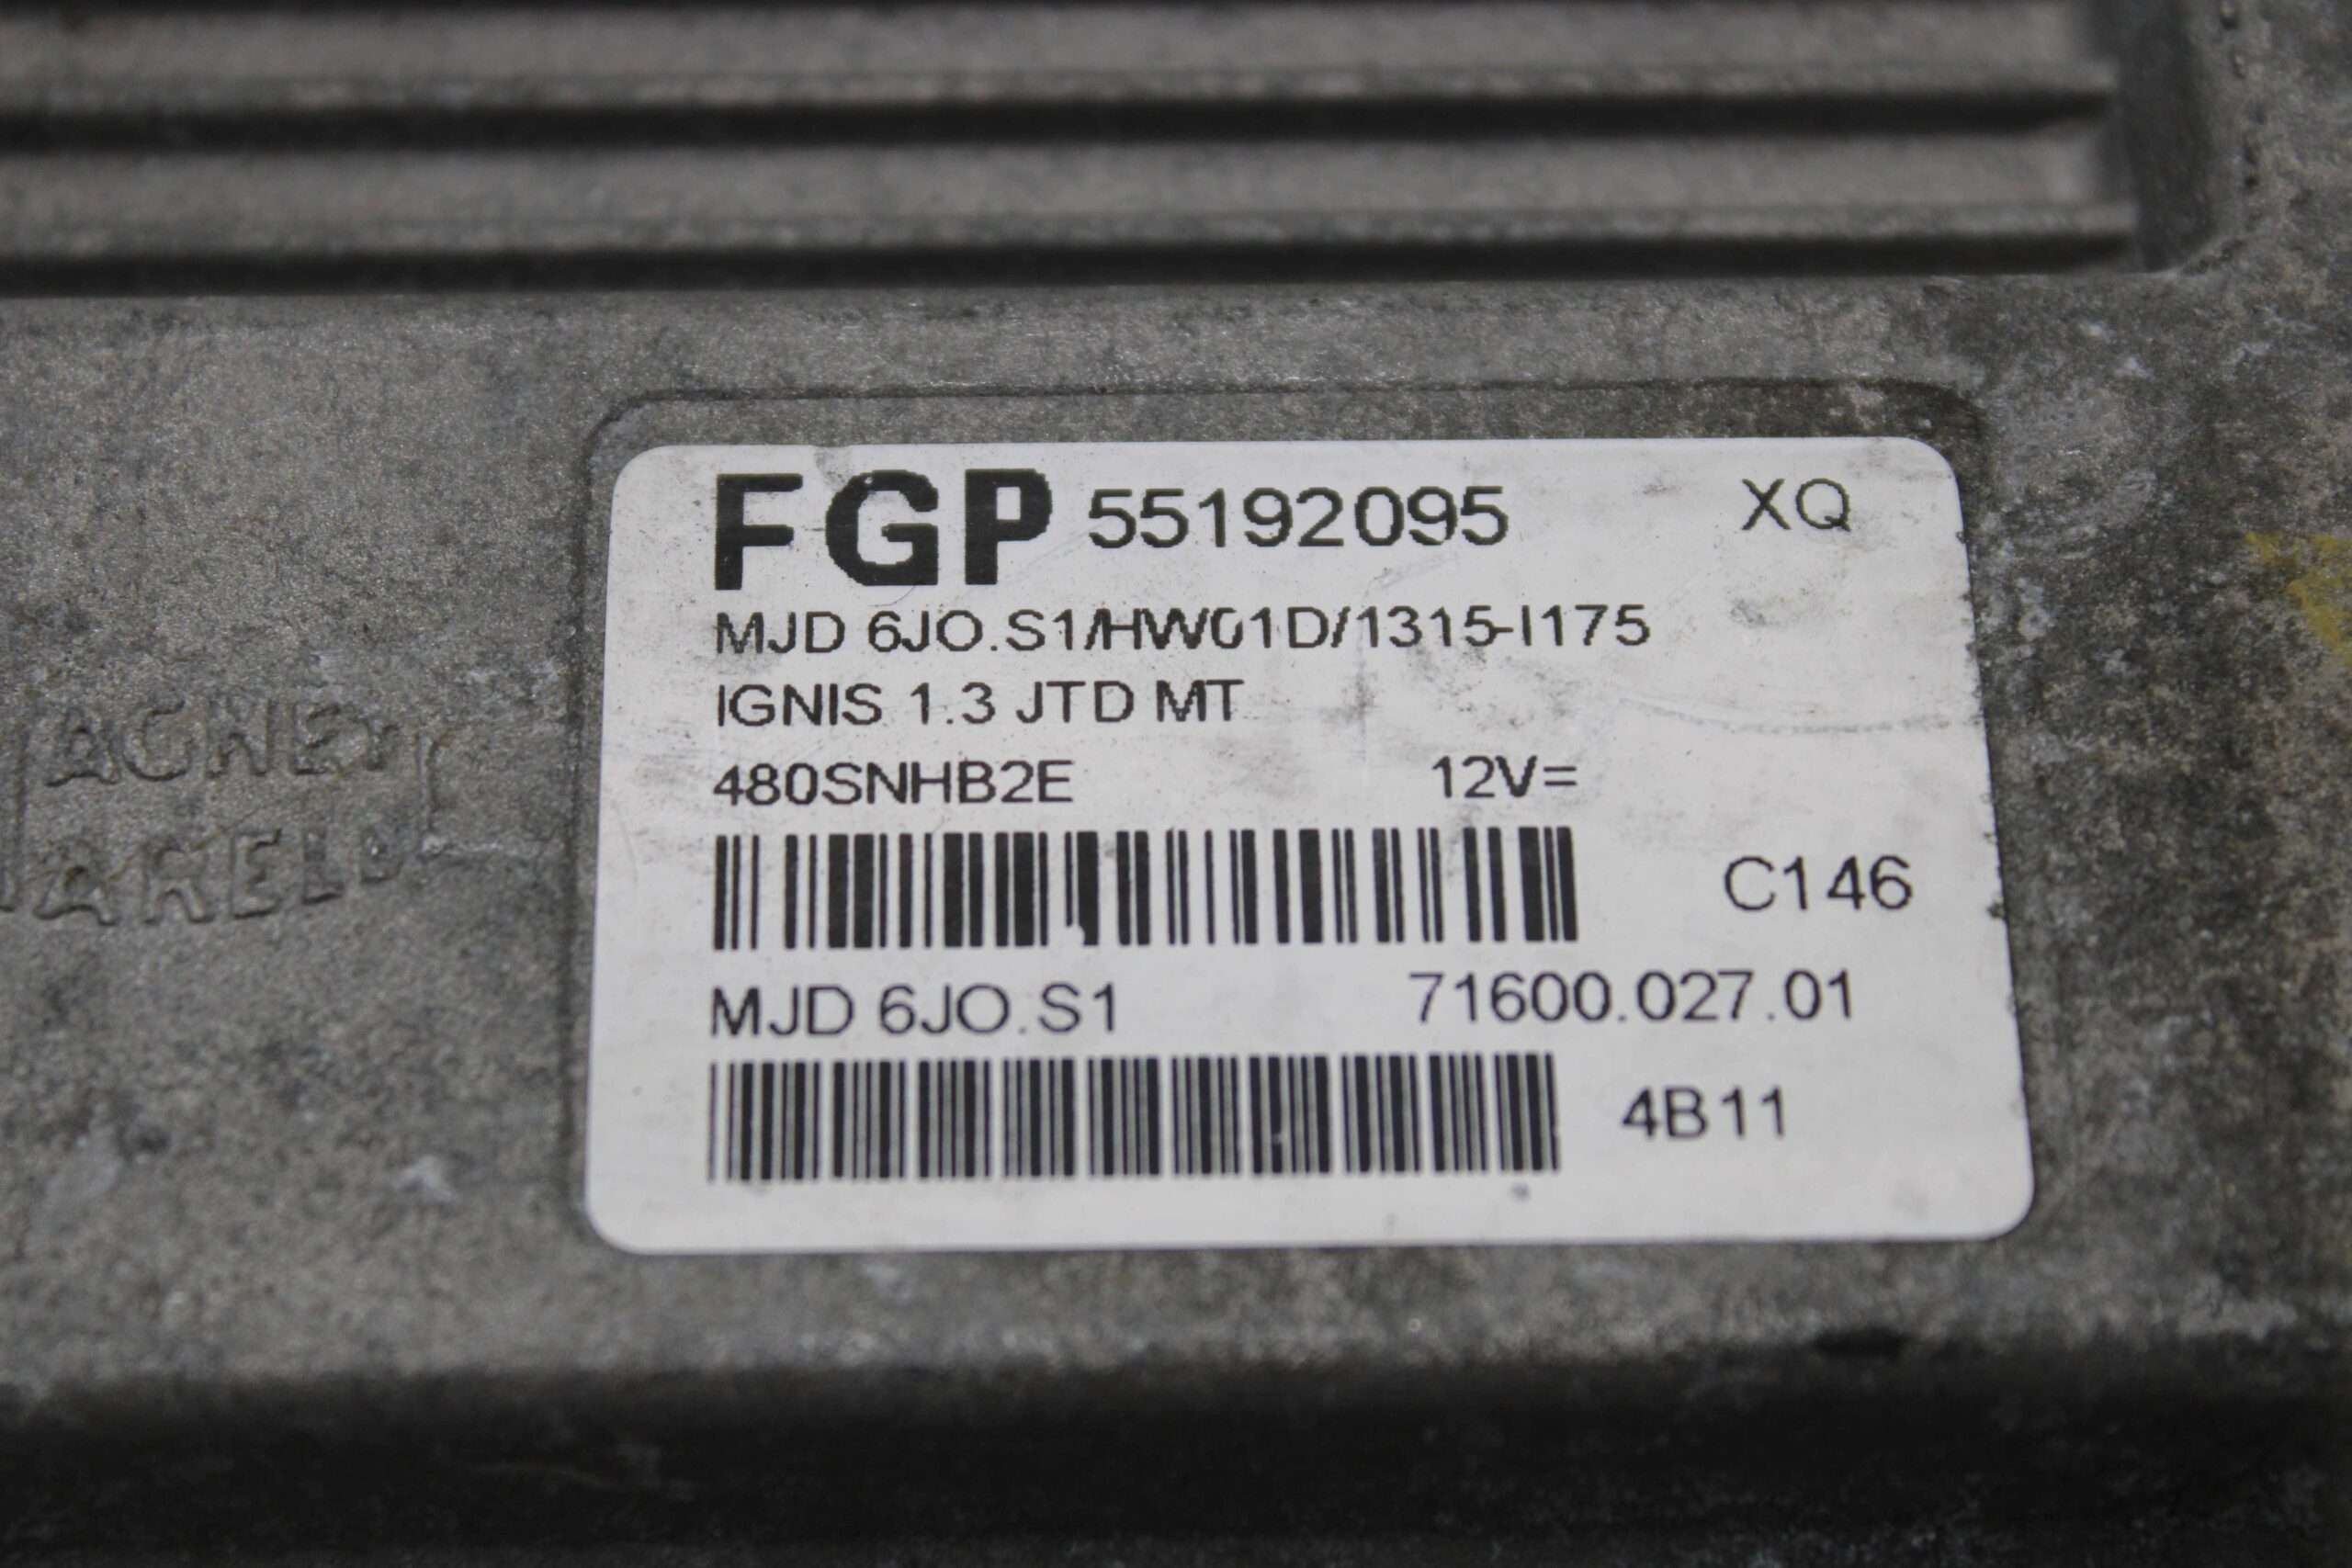 FGP 55192095 XQ
MJD 6JO.S1/HW01D/1315-I175
IGNIS 1.3 JTD MT
480SNHB2E 12V=
C146
MJD 6JO.S1 71600.027.01
4B11